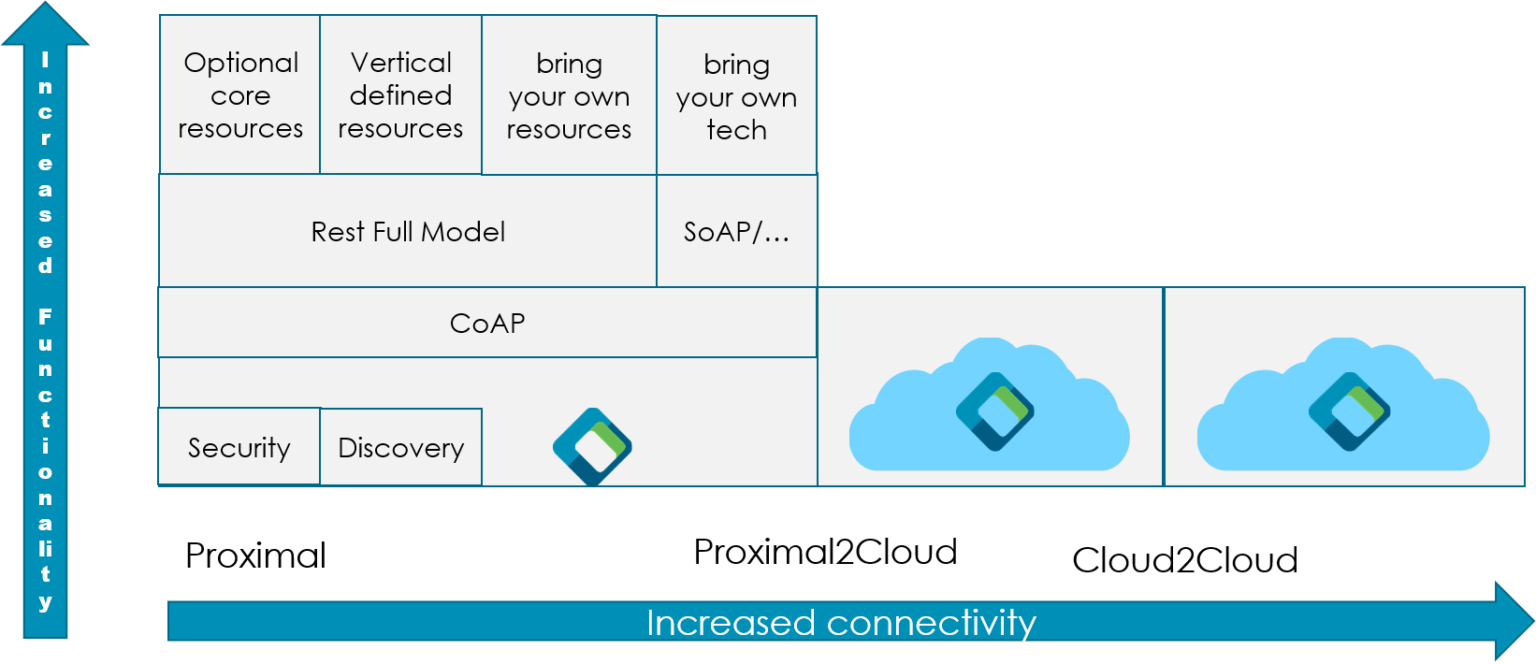 Increased Functionality
Optional
core
resources
Vertical
defined
resources
bring
your own
resources
bring
your own
tech
Rest Full Model
SoAP/...
CoAP
Security
Discovery
Proximal
Proximal2Cloud
Cloud2Cloud
Increased connectivity